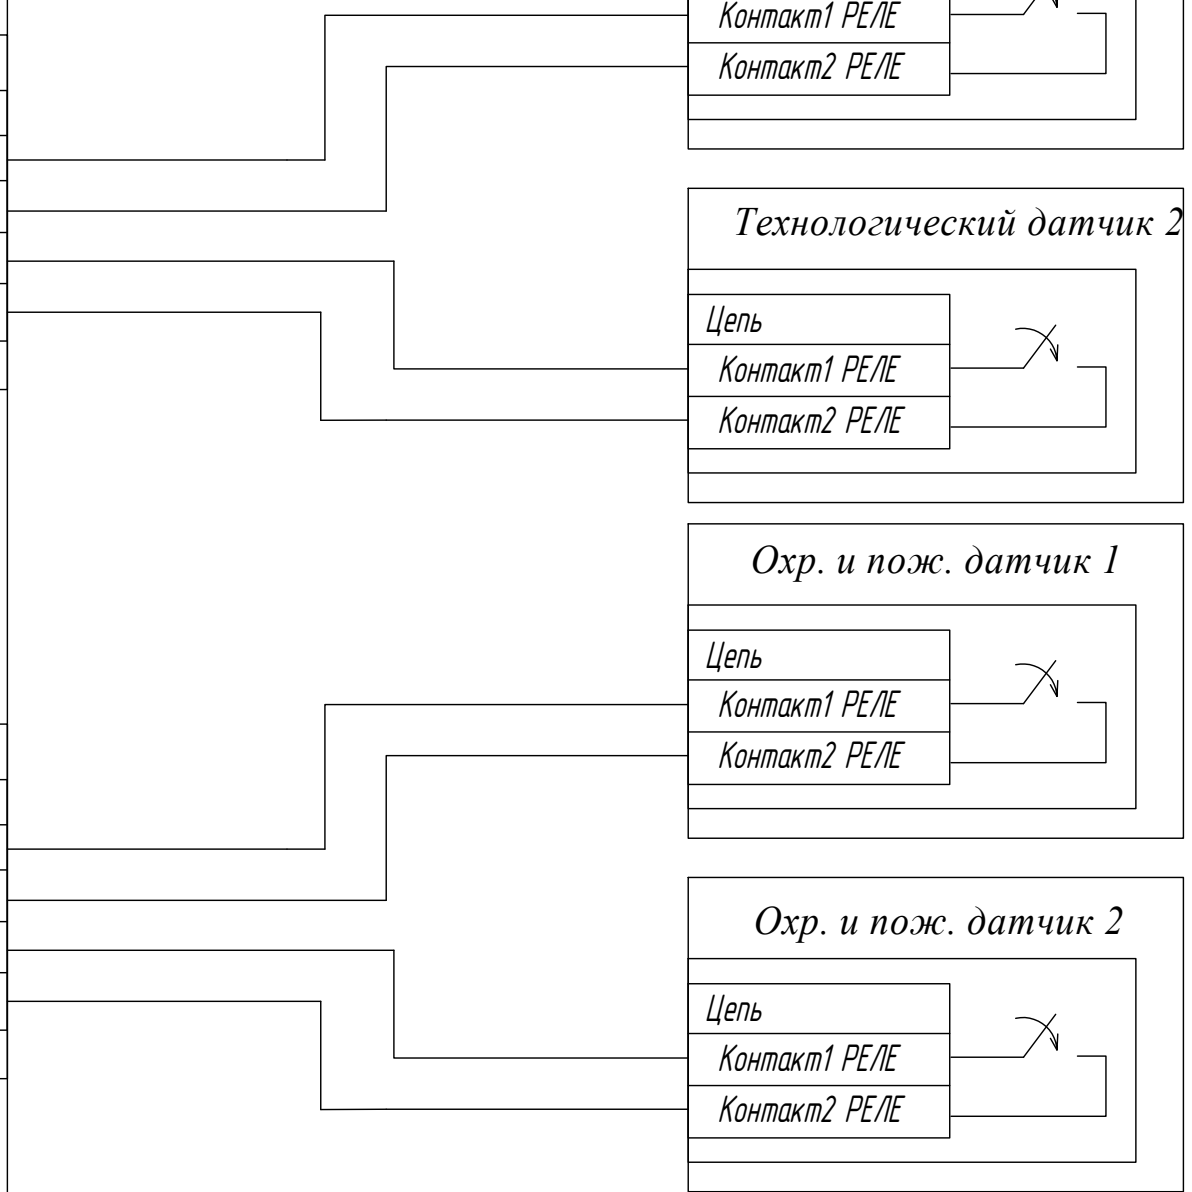 Контакт1 РЕЛЕ
Контакт2 РЕЛЕ
Технологический датчик 2
Цепь
Контакт1 РЕЛЕ
Контакт2 РЕЛЕ
Охр. и пож. датчик 1
Цепь
Контакт1 РЕЛЕ
Контакт2 РЕЛЕ
Охр. и пож. датчик 2
Цепь
Контакт1 РЕЛЕ
Контакт2 РЕЛЕ